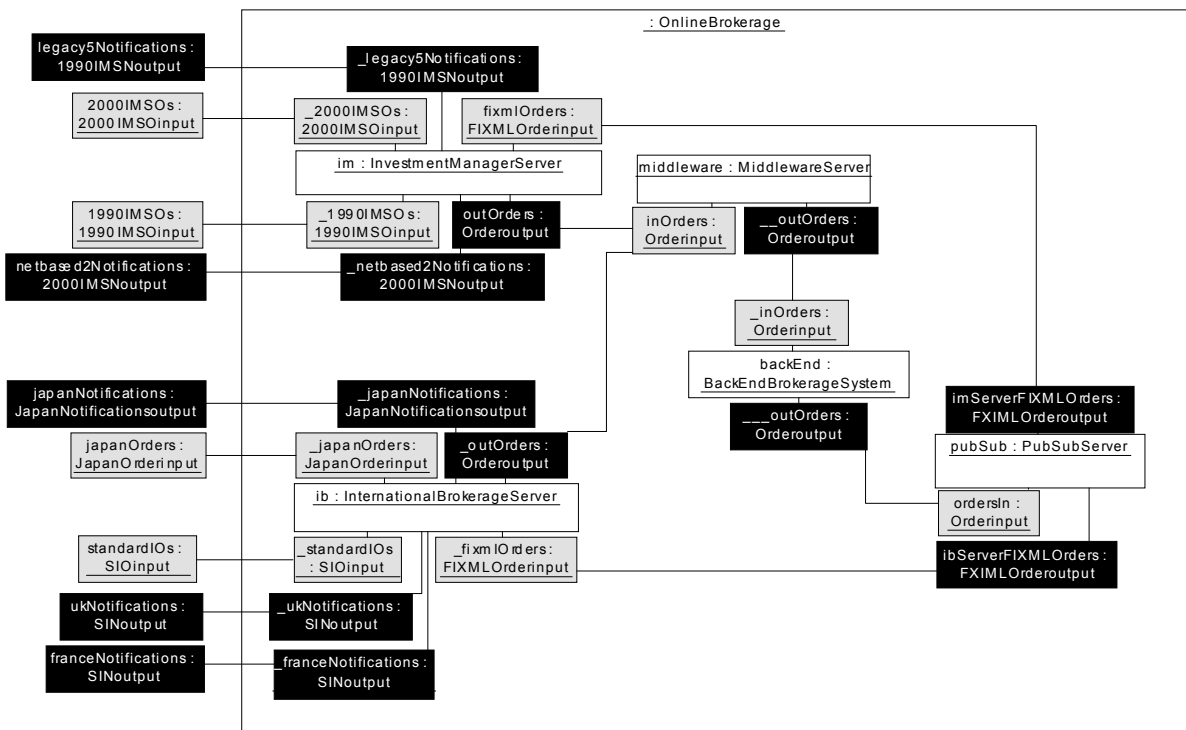 : OnlineBrokerage
legacy5Notifications :
1990IMSNoutput
_legacy5Notifications :
1990IMSNoutput
2000IMSOs :
2000IMSOinput
_2000IMSOs :
2000IMSOinput
fixmlOrders :
FIXMLOrderinput
im : InvestmentManagerServer
middleware : MiddlewareServer
1990IMSOs :
1990IMSOinput
_1990IMSOs :
1990IMSOinput
outOrders :
Orderoutput
inOrders :
Orderinput
__outOrders :
Orderoutput
netbased2Notifications :
2000IMSNoutput
_netbased2Notifications :
2000IMSNoutput
_inOrders :
Orderinput
backEnd :
BackEndBrokerageSystem
japanNotifications :
JapanNotificationsoutput
_japanNotifications :
JapanNotificationsoutput
___outOrders :
Orderoutput
imServerFIXMLOrders :
FXIMLOrderoutput
japanOrders :
JapanOrderinput
_japanOrders :
JapanOrderinput
_outOrders :
Orderoutput
pubSub : PubSubServer
ib : InternationalBrokerageServer
ordersIn :
Orderinput
standardIOs :
SIOinput
_standardIOs
: SIOinput
_fixmlOrders :
FIXMLOrderinput
ibServerFIXMLOrders :
FXIMLOrderoutput
ukNotifications :
SINoutput
_ukNotifications :
SINoutput
franceNotifications :
SINoutput
_franceNotifications :
SINoutput